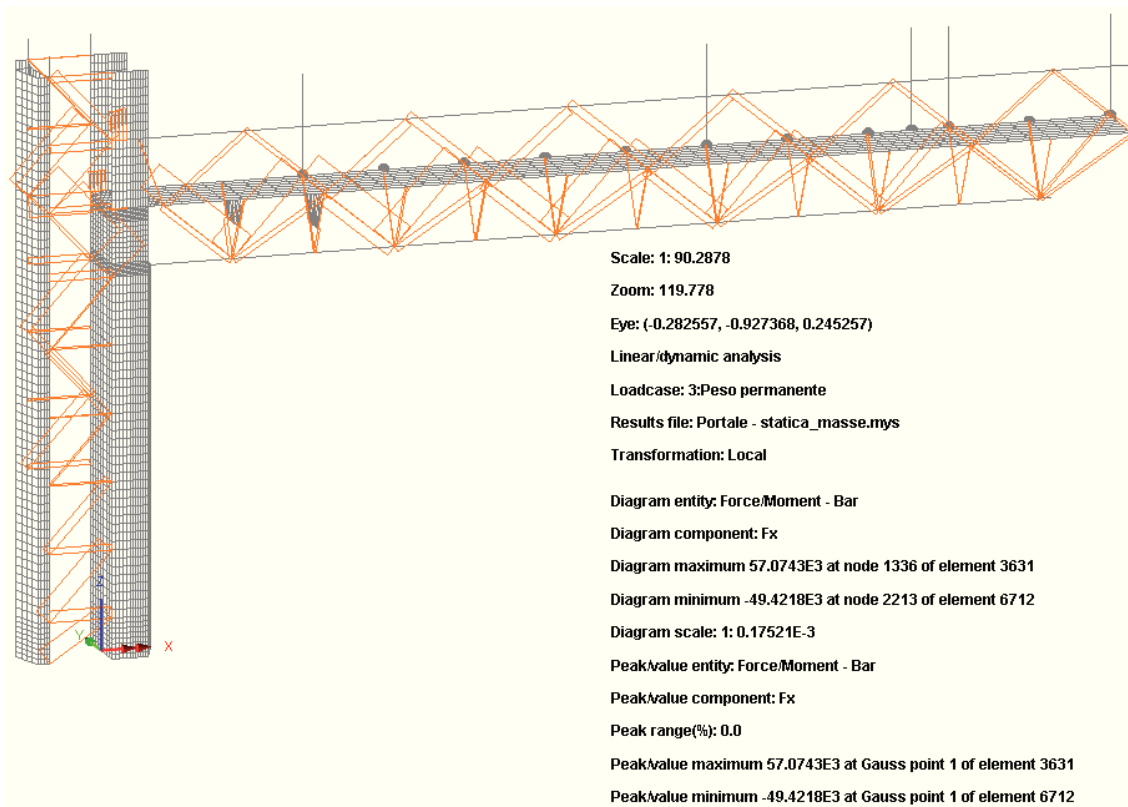 Scale: 1: 90.2878
Zoom: 119.778
Eye: (-0.282557, -0.927368, 0.245257)
Linear/dynamic analysis
Loadcase: 3:Peso permanente
Results file: Portale - statica_masse.mys
Transformation: Local
Diagram entity: Force/Moment - Bar
Diagram component: Fx
Diagram maximum 57.0743E3 at node 1336 of element 3631
Diagram minimum -49.4218E3 at node 2213 of element 6712
Diagram scale: 1: 0.17521E-3
Peak/value entity: Force/Moment - Bar
Peak/value component: Fx
Peak range(%): 0.0
Peak/value maximum 57.0743E3 at Gauss point 1 of element 3631
Peak/value minimum -49.4218E3 at Gauss point 1 of element 6712
Z
Y
X